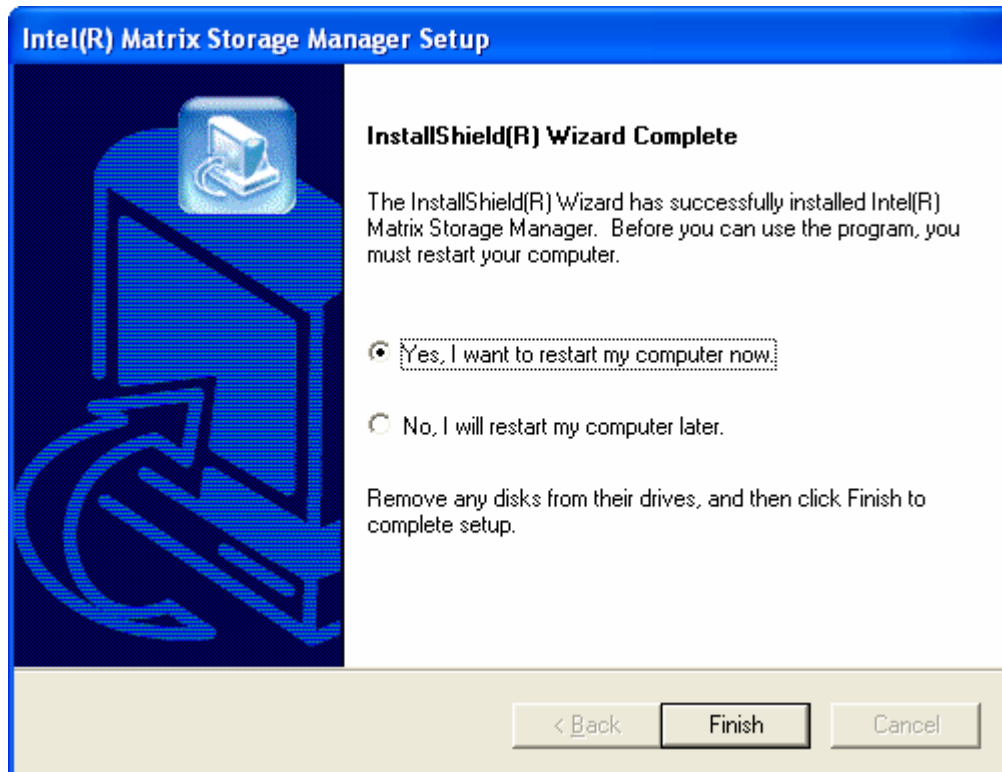 Intel(R) Matrix Storage Manager Setup
InstallShield(R) Wizard Complete
The InstallShield(R) Wizard has successfully installed Intel(R)
Matrix Storage Manager.  Before you can use the program, you
must restart your computer.
Yes, I want to restart my computer now.
No, I will restart my computer later.
Remove any disks from their drives, and then click Finish to
complete setup.
< Back
Finish
Cancel